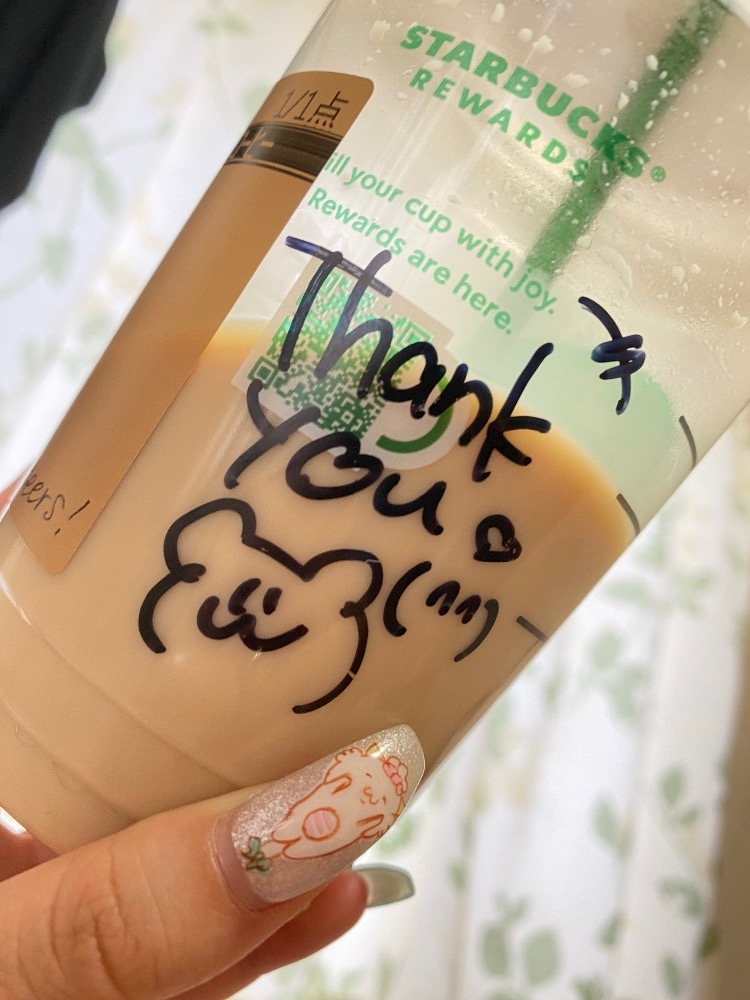 STARBUCKS®
REWARDS
ill your cup with joy.
Rewards are here.
1/1点
Thank
You♡
(^^)
eers!